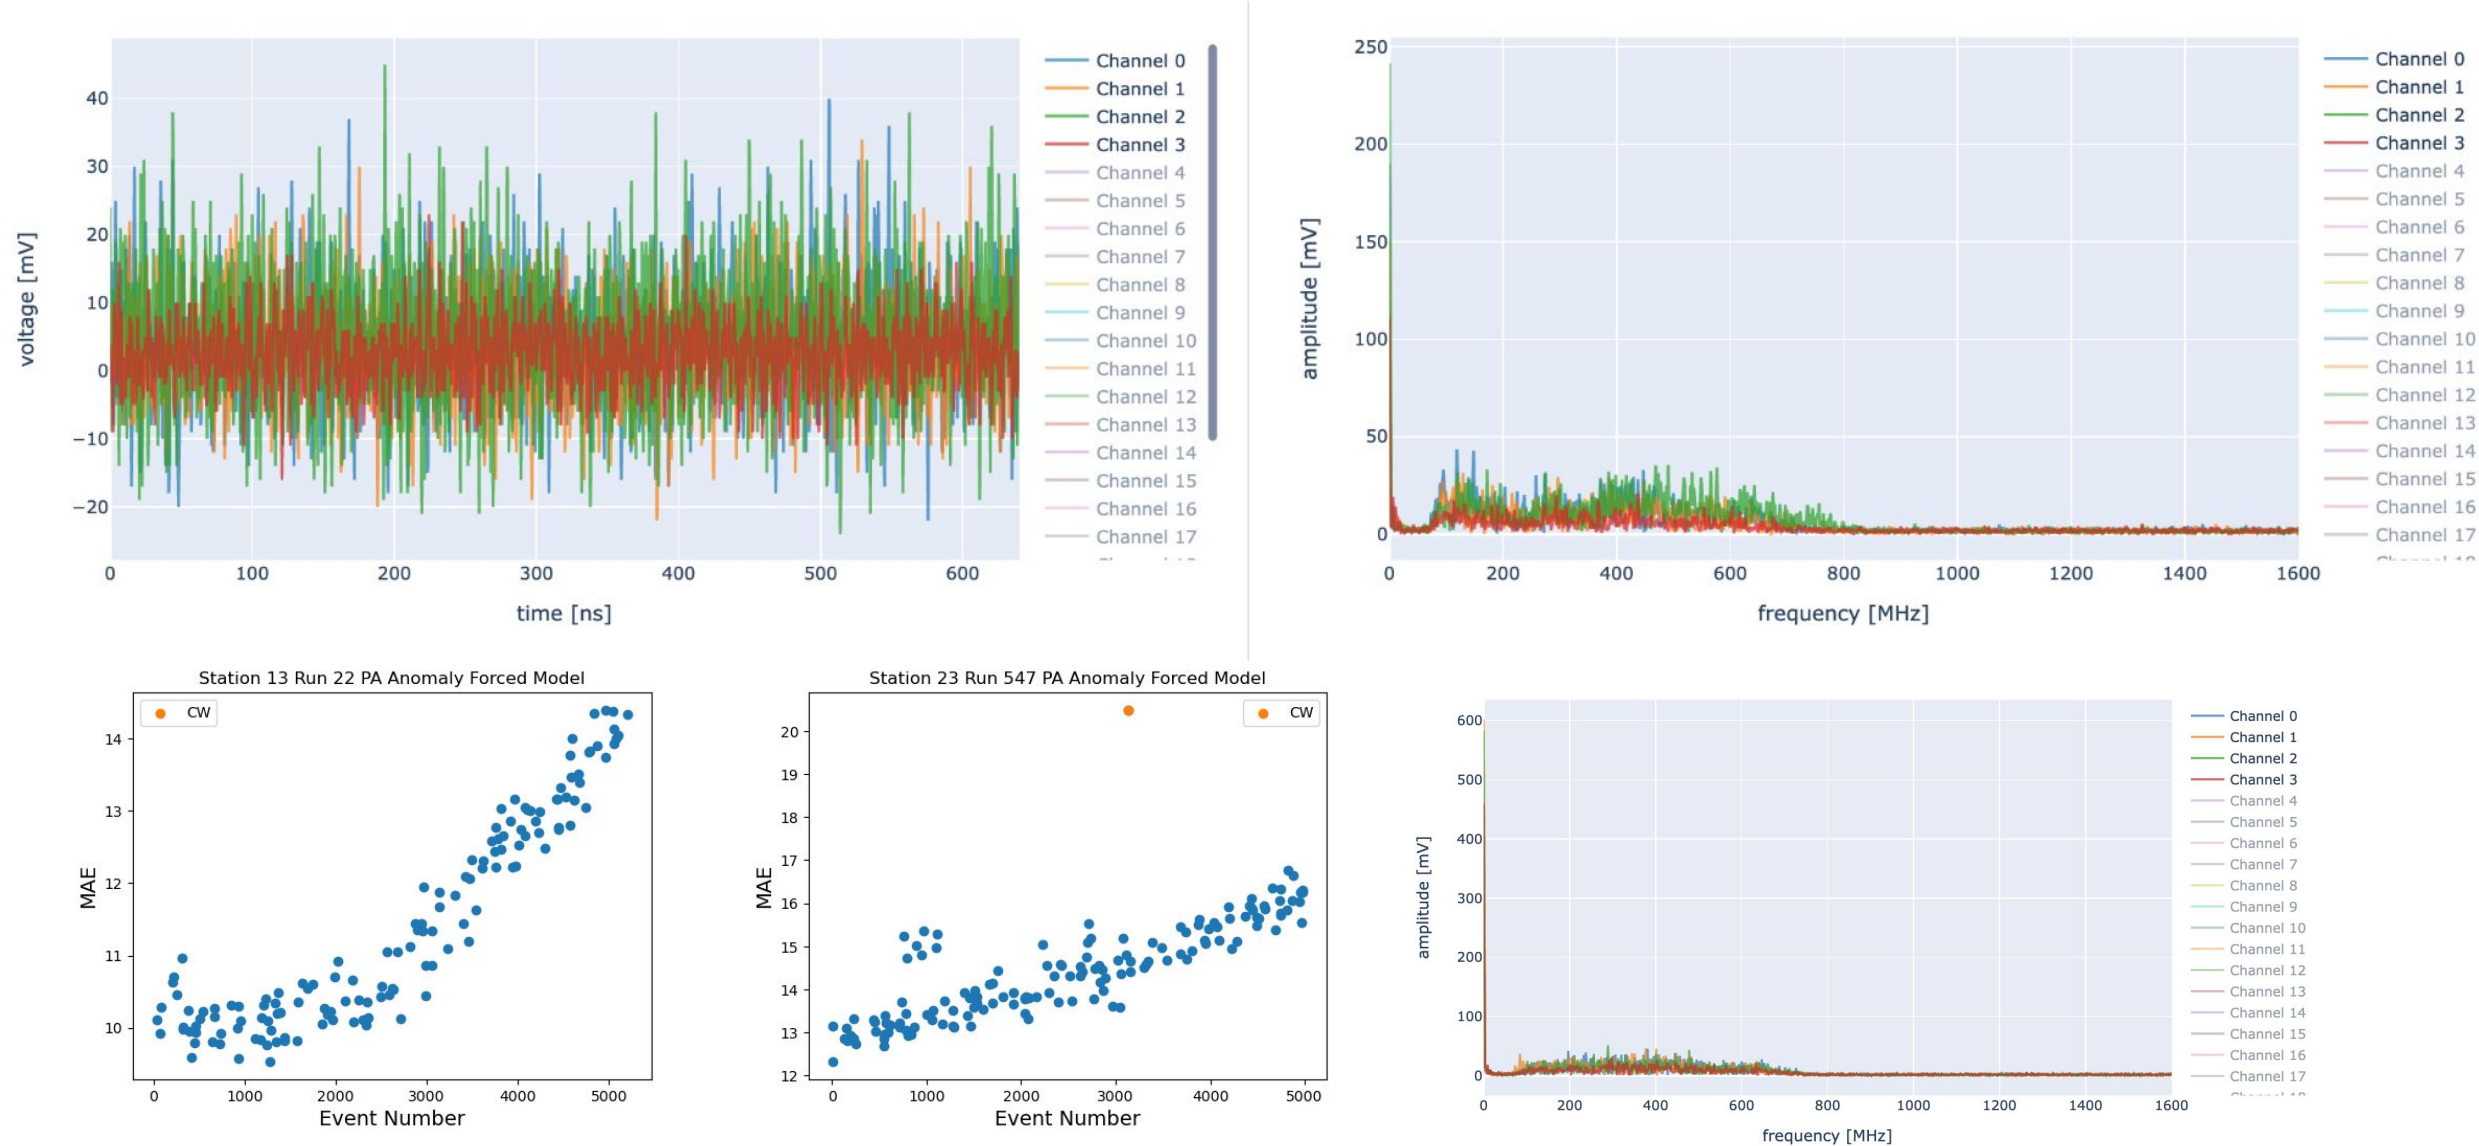 40
30
20
10
0
−10
−20
voltage [mV]
0 100 200 300 400 500 600
time [ns]
Channel 0
Channel 1
Channel 2
Channel 3
Channel 4
Channel 5
Channel 6
Channel 7
Channel 8
Channel 9
Channel 10
Channel 11
Channel 12
Channel 13
Channel 14
Channel 15
Channel 16
Channel 17
250
200
150
100
50
0
amplitude [mV]
0 200 400 600 800 1000 1200 1400 1600
frequency [MHz]
Channel 0
Channel 1
Channel 2
Channel 3
Channel 4
Channel 5
Channel 6
Channel 7
Channel 8
Channel 9
Channel 10
Channel 11
Channel 12
Channel 13
Channel 14
Channel 15
Channel 16
Channel 17
Station 13 Run 22 PA Anomaly Forced Model
CW
14
13
12
11
10
MAE
0 1000 2000 3000 4000 5000
Event Number
Station 23 Run 547 PA Anomaly Forced Model
CW
20
19
18
17
16
15
14
13
12
MAE
0 1000 2000 3000 4000 5000
Event Number
600
500
400
300
200
100
0
amplitude [mV]
0 200 400 600 800 1000 1200 1400 1600
frequency [MHz]
Channel 0
Channel 1
Channel 2
Channel 3
Channel 4
Channel 5
Channel 6
Channel 7
Channel 8
Channel 9
Channel 10
Channel 11
Channel 12
Channel 13
Channel 14
Channel 15
Channel 16
Channel 17